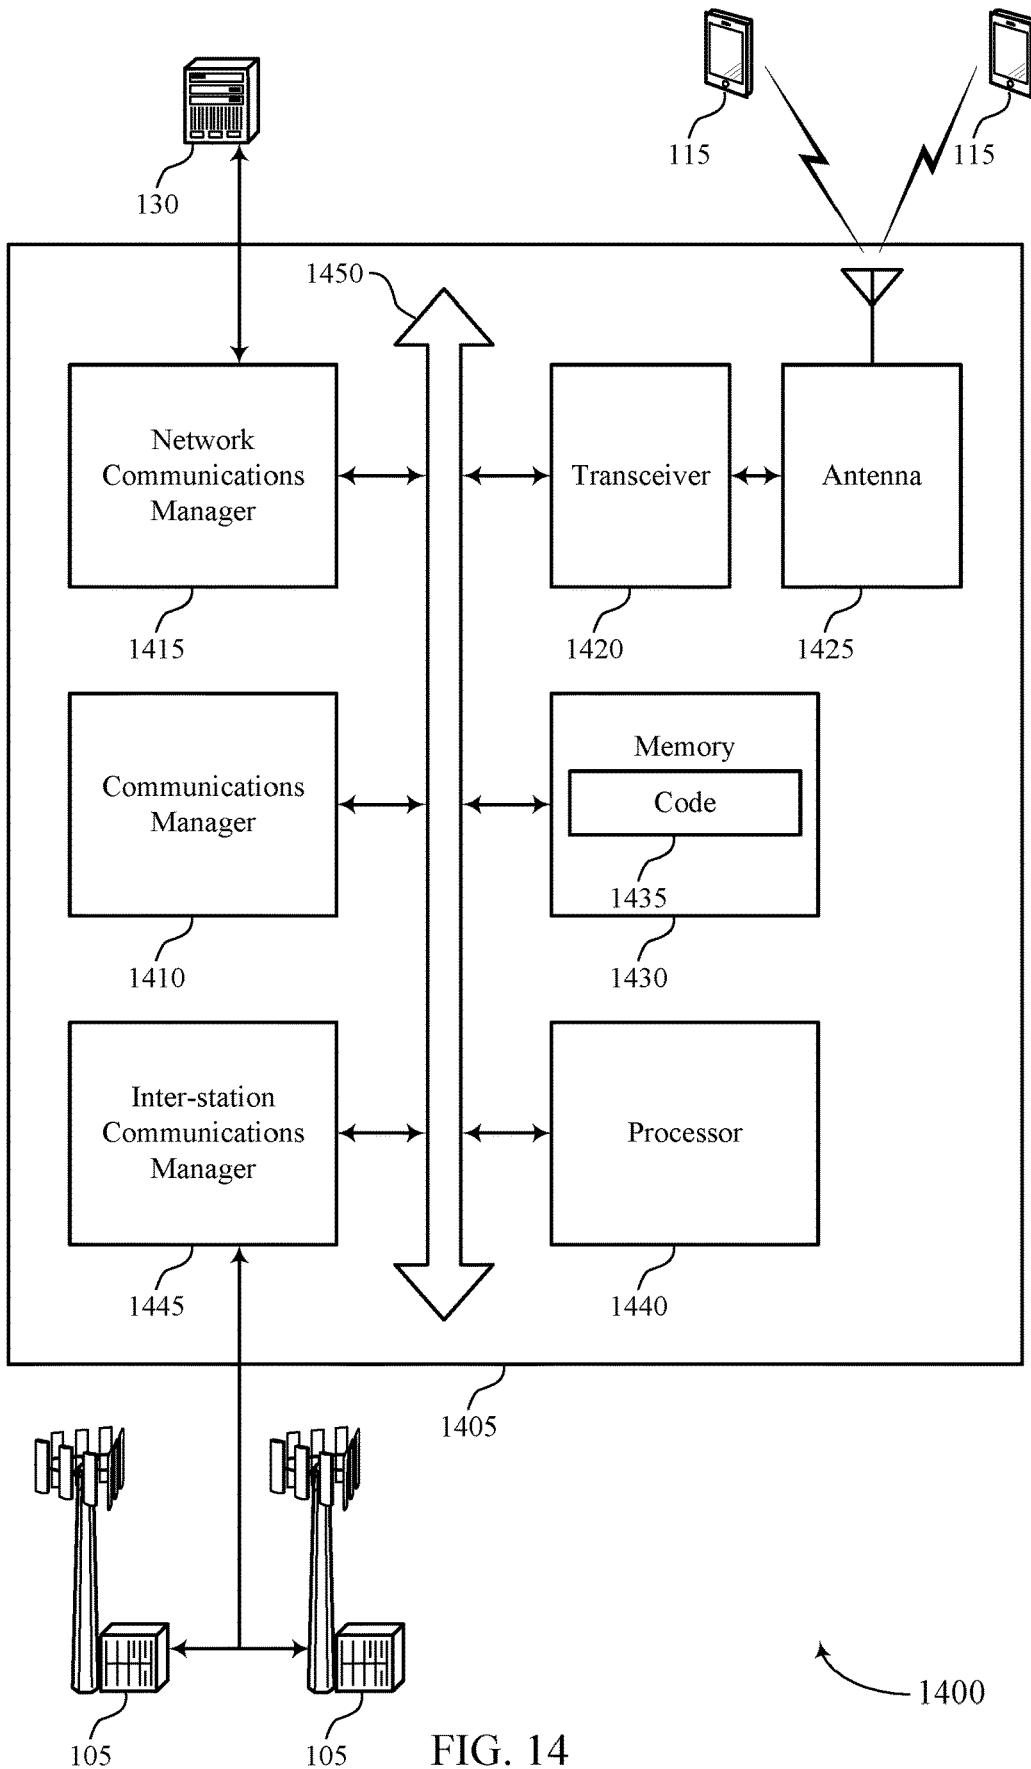 130
115
115
1450
Network
Communications
Manager
1415
Transceiver
1420
Antenna
1425
Communications
Manager
1410
Memory
Code
1435
1430
Inter-station
Communications
Manager
1445
Processor
1440
1405
105
105
1400
FIG. 14